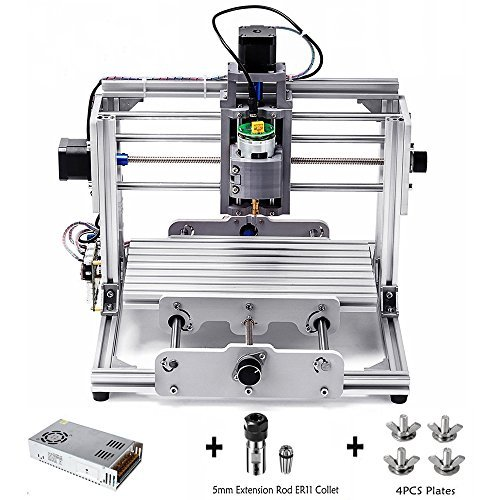 +
+
5mm Extension Rod ER11 Collet
4PCS Plates